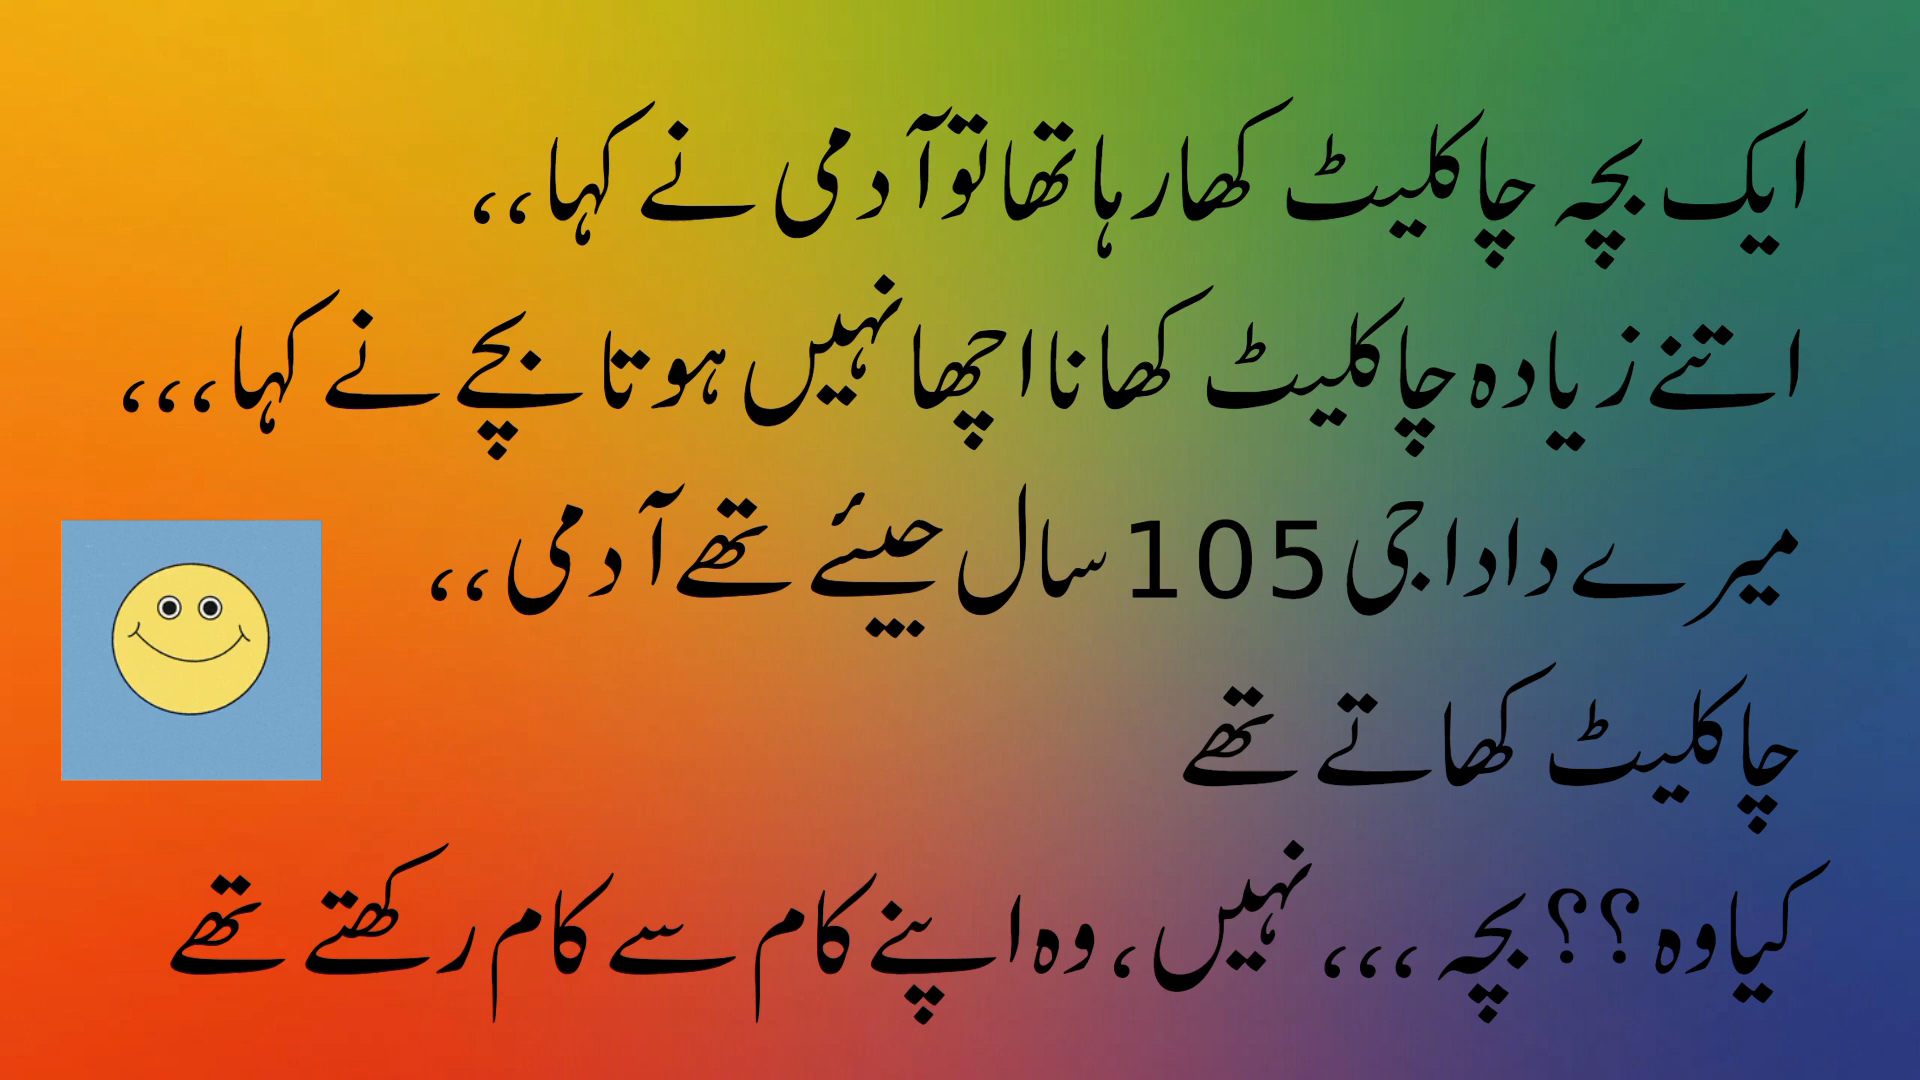 ایک بچہ چاکلیٹ کھا رہا تھا تو آدمی نے کہا،،
اتنے زیادہ چاکلیٹ کھانا اچھا نہیں ہوتا بچے نے کہا،،،
میرے دادا جی 105 سال جیئے تھے آدمی،،
چاکلیٹ کھاتے تھے
کیا وہ ؟؟ بچہ ،،، نہیں، وہ اپنے کام سے کام رکھتے تھے